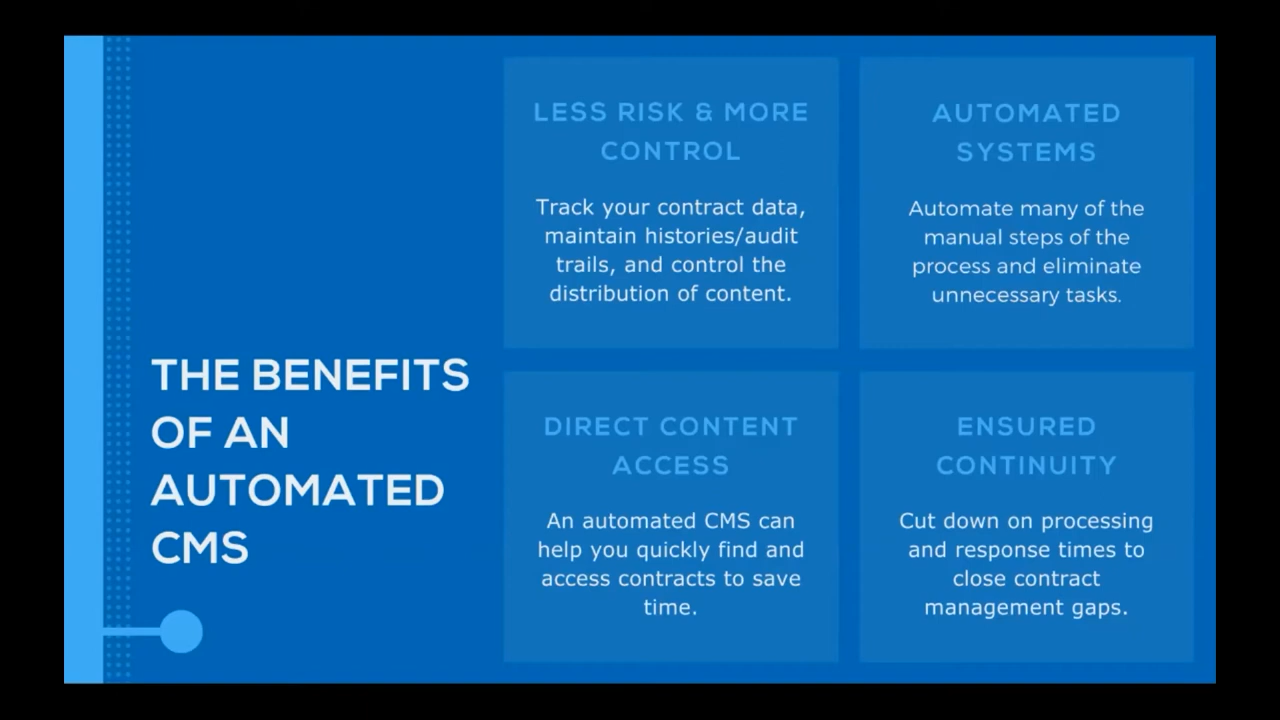 THE BENEFITS
OF AN
AUTOMATED
CMS
LESS RISK & MORE
CONTROL
Track your contract data,
maintain histories/audit
trails, and control the
distribution of content.
AUTOMATED
SYSTEMS
Automate many of the
manual steps of the
process and eliminate
unnecessary tasks.
DIRECT CONTENT
ACCESS
An automated CMS can
help you quickly find and
access contracts to save
time.
ENSURED
CONTINUITY
Cut down on processing
and response times to
close contract
management gaps.